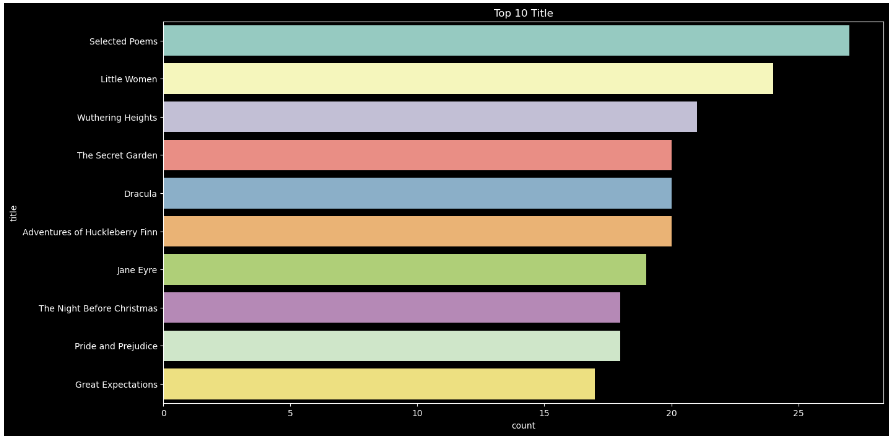 Top 10 Title
Selected Poems
Little Women
Wuthering Heights
The Secret Garden
Dracula
Adventures of Huckleberry Finn
Jane Eyre
The Night Before Christmas
Pride and Prejudice
Great Expectations
title
0 5 10 15 20 25
count